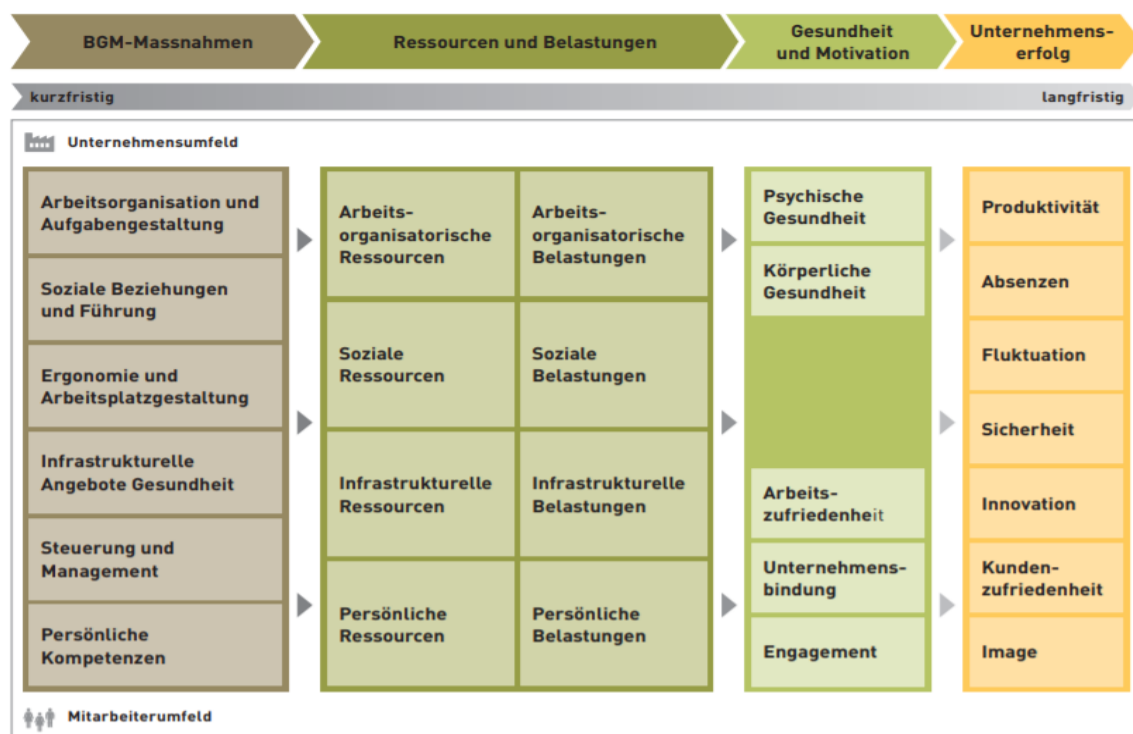 BGM-Massnahmen
Ressourcen und Belastungen
Gesundheit
und Motivation
Unternehmens-
erfolg
kurzfristig
langfristig
Unternehmensumfeld
Arbeitsorganisation und
Aufgabengestaltung
Soziale Beziehungen
und Führung
Ergonomie und
Arbeitsplatzgestaltung
Infrastrukturelle
Angebote Gesundheit
Steuerung und
Management
Persönliche
Kompetenzen
Arbeits-
organisatorische
Ressourcen
Arbeits-
organisatorische
Belastungen
Soziale
Ressourcen
Soziale
Belastungen
Infrastrukturelle
Ressourcen
Infrastrukturelle
Belastungen
Persönliche
Ressourcen
Persönliche
Belastungen
Psychische
Gesundheit
Körperliche
Gesundheit
Arbeits-
zufriedenheit
Unternehmens-
bindung
Engagement
Produktivität
Absenzen
Fluktuation
Sicherheit
Innovation
Kunden-
zufriedenheit
Image
Mitarbeiterumfeld